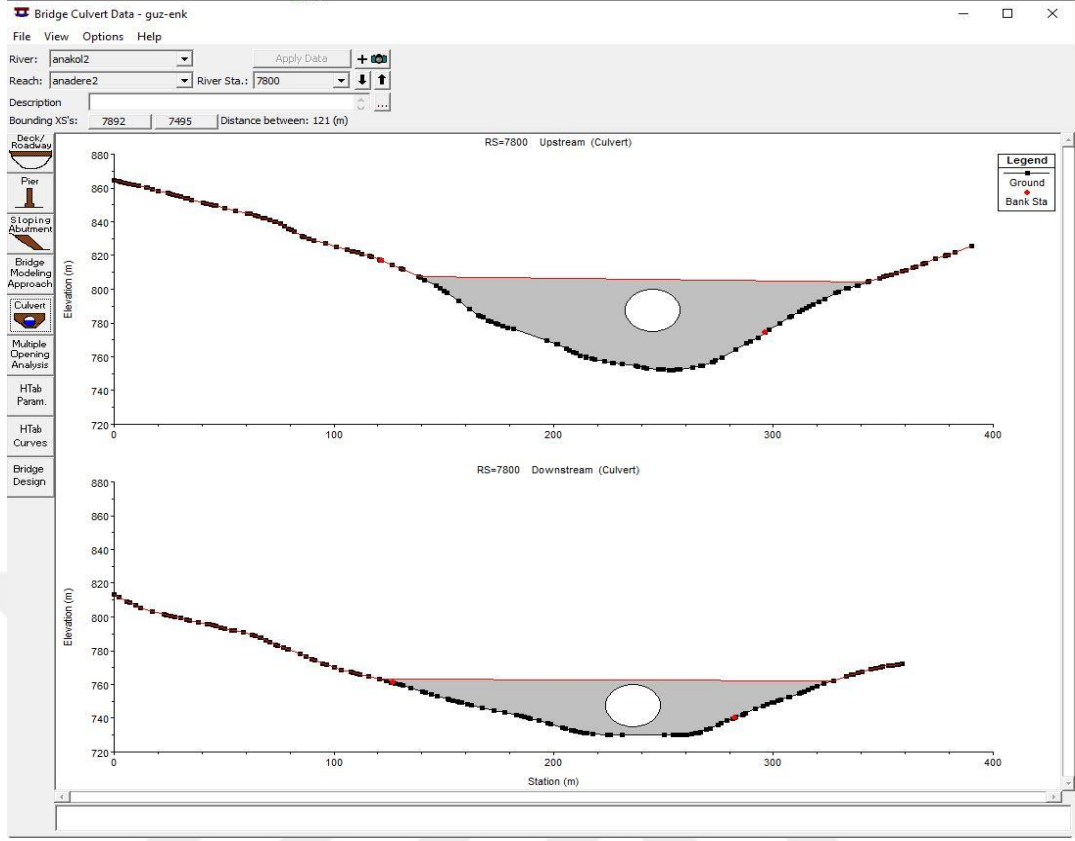 Bridge Culvert Data - guz-enk
File View Options Help
River: anakol2 Apply Data +
Reach: anadere2 River Sta.: 7800
Description ...
Bounding XS's: 7892 7495 Distance between: 121 (m)
Deck/
Roadway
Pier
Sloping
Abutment
Bridge
Modeling
Approach
Culvert
Multiple
Opening
Analysis
HTab
Param.
HTab
Curves
Bridge
Design
RS=7800 Upstream (Culvert)
880
860
840
820
800
780
760
740
720
Elevation (m)
0 100 200 300 400
Legend
Ground
Bank Sta
RS=7800 Downstream (Culvert)
880
860
840
820
800
780
760
740
720
Elevation (m)
0 100 200 300 400
Station (m)